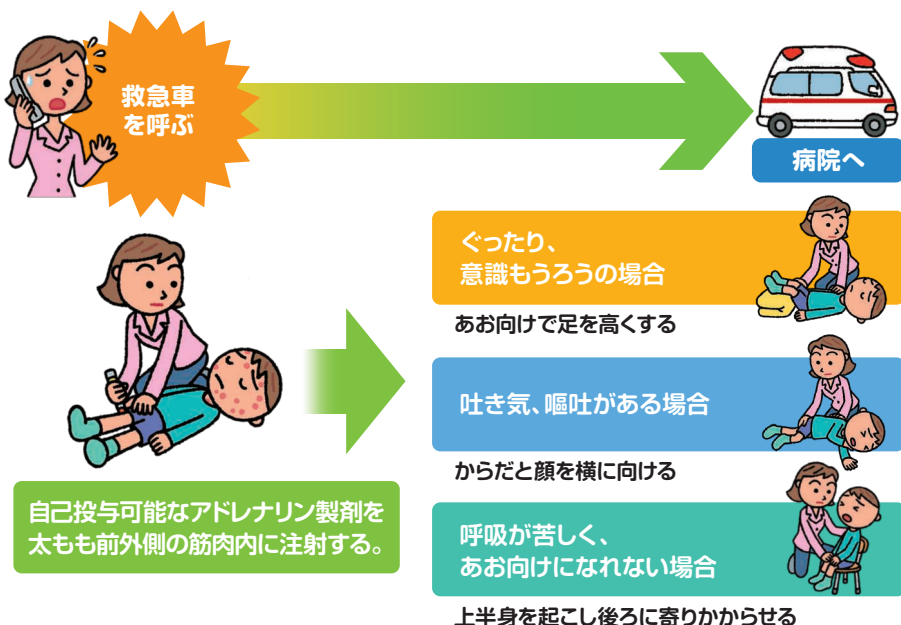 救急車
を呼ぶ
病院へ
自己投与可能なアドレナリン製剤を
太もも前外側の筋肉内に注射する。
ぐったり、
意識もうろうの場合
あお向けで足を高くする
吐き気、嘔吐がある場合
からだと顔を横に向ける
呼吸が苦しく、
あお向けになれない場合
上半身を起こし後ろに寄りかからせる